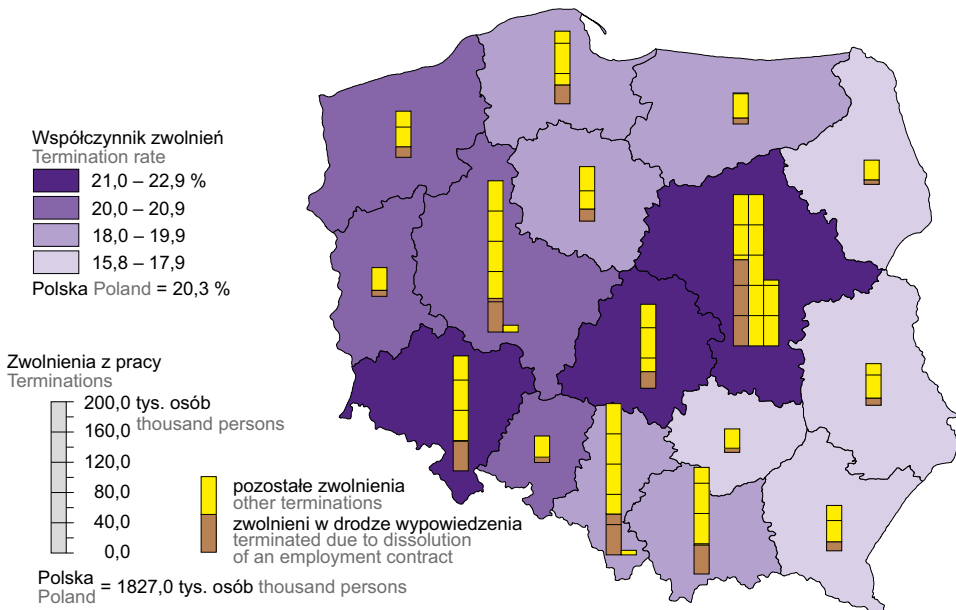 Współczynnik zwolnień
Termination rate
21,0 – 22,9 %
20,0 – 20,9
18,0 – 19,9
15,8 – 17,9
Polska Poland = 20,3 %
Zwolnienia z pracy
Terminations
200,0 tys. osób
thousand persons
160,0
120,0
80,0
40,0
0,0
pozostałe zwolnienia
other terminations
zwolnieni w drodze wypowiedzenia
terminated due to dissolution
of an employment contract
Polska
Poland = 1827,0 tys. osób thousand persons